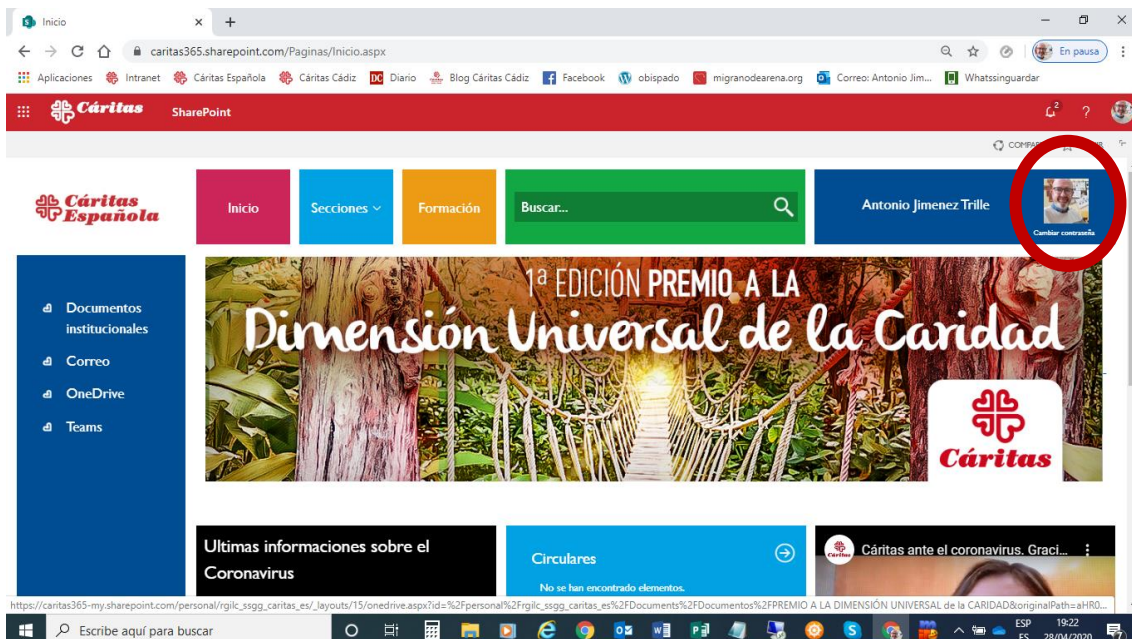 Inicio
caritas365.sharepoint.com/Paginas/Inicio.aspx
En pausa
Aplicaciones Intranet Cáritas Española Cáritas Cádiz DC Diario Blog Cáritas Cádiz Facebook obispado migranodearena.org Correo: Antonio Jim... Whatssinguardar
Cáritas SharePoint 2 ?
Cáritas
Española
Inicio Secciones Formación Buscar... Antonio Jimenez Trille
Cambiar contraseña
Documentos
institucionales
Correo
OneDrive
Teams
1ª EDICIÓN PREMIO A LA
Dimensión Universal de la Caridad
Cáritas
Ultimas informaciones sobre el
Coronavirus
Circulares
No se han encontrado elementos.
Cáritas ante el coronavirus. Graci...
https://caritas365-my.sharepoint.com/personal/rgilc_ssgg_caritas_es/_layouts/15/onedrive.aspx?id=%2Fpersonal%2Frgilc_ssgg_caritas_es%2FDocuments%2FDocumentos%2FPREMIO A LA DIMENSIÓN UNIVERSAL de la CARIDAD&originalPath=aHR0...
Escribe aquí para buscar
ESP 19:22
ES 28/04/2020